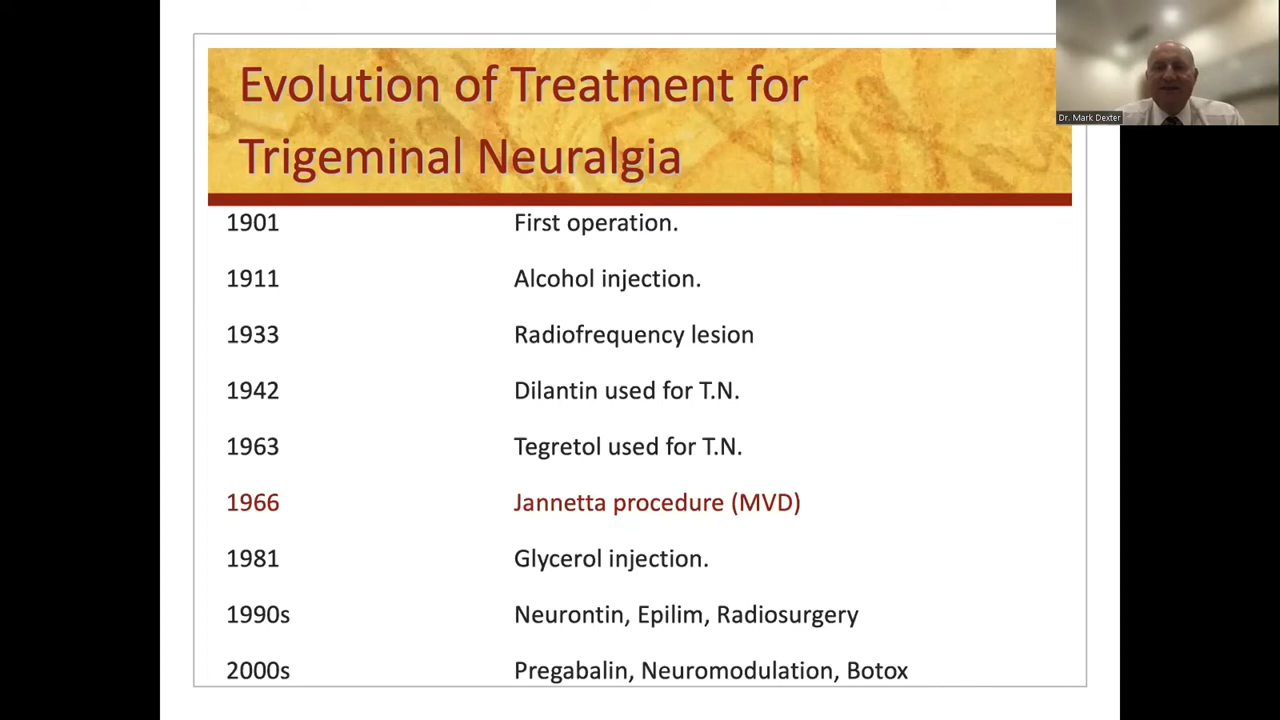 Evolution of Treatment for
Trigeminal Neuralgia
Dr. Mark Dexter
1901 First operation.
1911 Alcohol injection.
1933 Radiofrequency lesion
1942 Dilantin used for T.N.
1963 Tegretol used for T.N.
1966 Jannetta procedure (MVD)
1981 Glycerol injection.
1990s Neurontin, Epilim, Radiosurgery
2000s Pregabalin, Neuromodulation, Botox